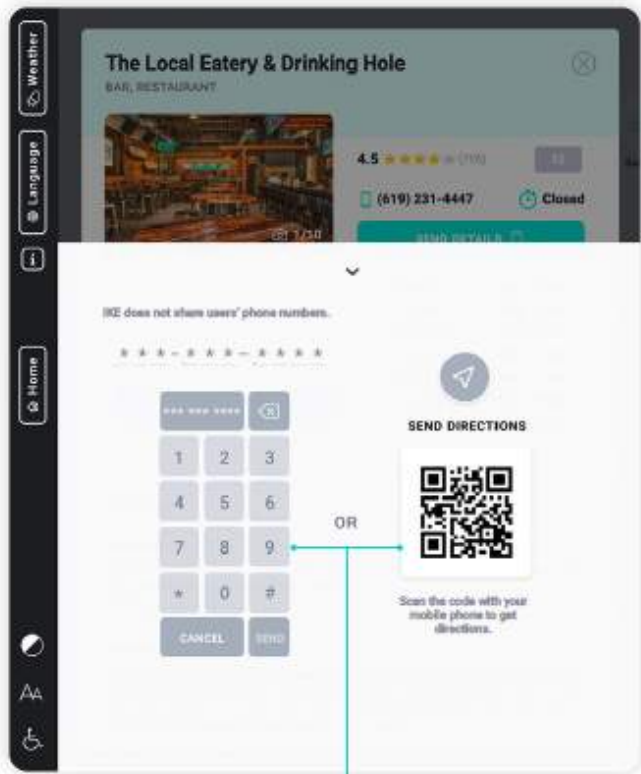 Weather
Language
i
Home
AA
The Local Eatery & Drinking Hole
BAR, RESTAURANT
4.5
(619) 231-4447
Closed
1/10
SEND DETAILS
IKE does not share users' phone numbers.
***-***-****
*** *** ****
1 2 3
4 5 6
7 8 9
* 0 #
CANCEL SEND
OR
SEND DIRECTIONS
Scan the code with your
mobile phone to get
directions.